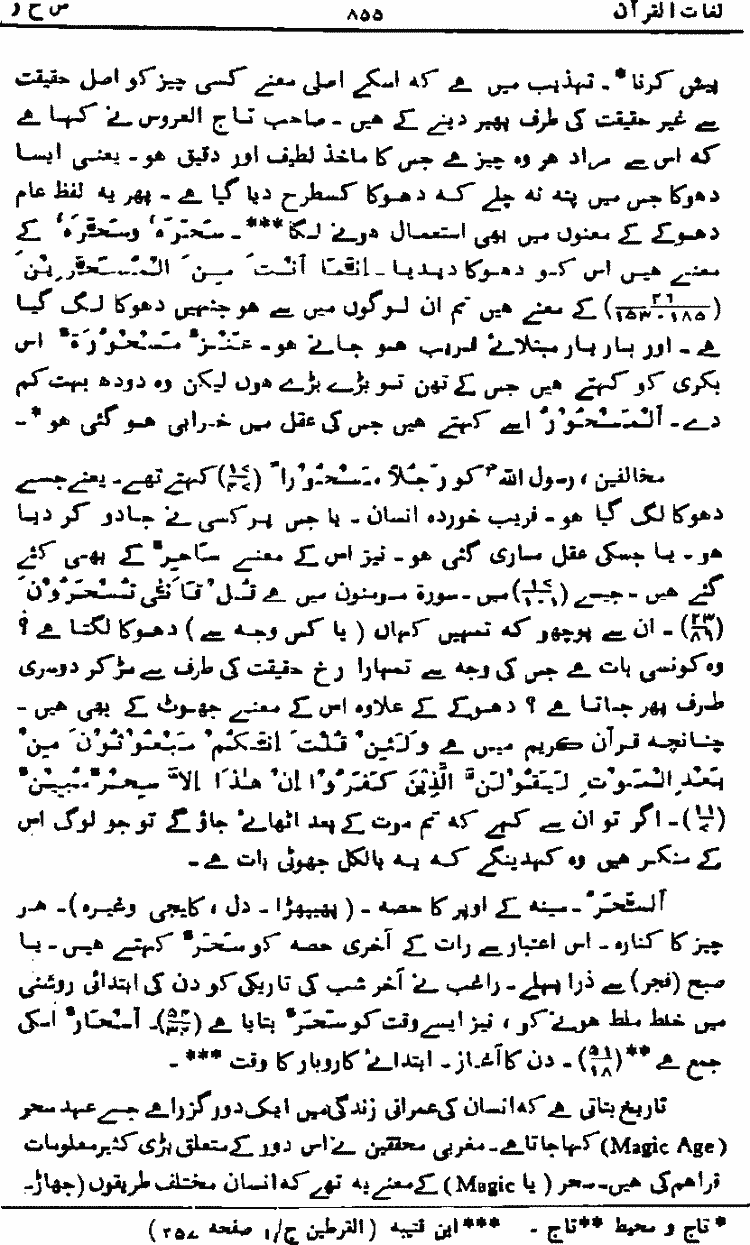 لغات القرآن ۸۵۵ س ح ر
پیش کرنا*۔ تہذیب میں ہے کہ اسکے اصلی معنے کسی چیز کو اصل حقیقت
سے غیر حقیقت کی طرف پھیر دینے کے ہیں۔ صاحب تاج العروس نے کہا ہے
کہ اس سے مراد ہر وہ چیز ہے جس کا ماخذ لطیف اور دقیق ہو۔ یعنی ایسا
دھوکا جس میں پتہ نہ چلے کہ دھوکا کسطرح دیا گیا ہے۔ پھر یہ لفظ عام
دھوکے کے معنوں میں بھی استعمال ہونے لگا***۔ سَحَرَہٗ وسَحَّرَہٗ کے
معنے ہیں اس کو دھوکا دیدیا۔ اِنَّمَا اَنْتَ مِنَ الْمُسَحَّرِیْنَ
(۲۶/۱۵۳-۱۸۵) کے معنے ہیں تم ان لوگوں میں سے ہو جنہیں دھوکا لگ گیا
ہے۔ اور بار بار مبتلائے فریب ہو جاتے ہو۔ عَنْزٌ مَسْحُوْرَۃٌ اس
بکری کو کہتے ہیں جس کے تھن تو بڑے بڑے ہوں لیکن وہ دودھ بہت کم
دے۔ اَلْمَسْحُوْرُ اسے کہتے ہیں جس کی عقل میں خرابی ہو گئی ہو*۔
مخالفین ، رسول اللہ ؐ کو رَجُلًا مَسْحُوْرًا (۱۷/۴۷) کہتے تھے۔ یعنے جسے
دھوکا لگ گیا ہو۔ فریب خوردہ انسان۔ یا جس پر کسی نے جادو کر دیا
ہو۔ یا جسکی عقل ماری گئی ہو۔ نیز اس کے معنے سَاحِرٌ کے بھی کئے
گئے ہیں۔ جیسے (۱۷/۱۰۱) میں۔ سورۃ مومنون میں ہے قُلْ فَاَنّٰی تُسْحَرُوْنَ
(۲۳/۸۹)۔ ان سے پوچھو کہ تمہیں کہاں (یا کس وجہ سے) دھوکا لگتا ہے ؟
وہ کونسی بات ہے جس کی وجہ سے تمہارا رخ حقیقت کی طرف سے مڑ کر دوسری
طرف پھر جاتا ہے ؟ دھوکے کے علاوہ اس کے معنے جھوٹ کے بھی ہیں۔
چنانچہ قرآن کریم میں ہے وَلَئِنْ قُلْتَ اِنَّکُمْ مَبْعُوْثُوْنَ مِنْ
بَعْدِ الْمَوْتِ لَیَقُوْلَنَّ الَّذِیْنَ کَفَرُوْا اِنْ ھٰذَا اِلَّا سِحْرٌ مُبِیْنٌ
(۱۱/۷)۔ اگر تو ان سے کہے کہ تم موت کے بعد اٹھائے جاؤ گے تو جو لوگ اس
کے منکر ہیں وہ کہدینگے کہ یہ بالکل جھوٹی بات ہے۔
اَلسَّحَرُ۔ سینہ کے اوپر کا حصہ۔ (پھیپھڑا۔ دل ، کلیجی وغیرہ)۔ ہر
چیز کا کنارہ۔ اس اعتبار سے رات کے آخری حصہ کو سَحَرٌ کہتے ہیں۔ یا
صبح (فجر) سے ذرا پہلے۔ راغب نے آخر شب کی تاریکی کو دن کی ابتدائی روشنی
میں خلط ملط ہونے کو ، نیز ایسے وقت کو سَحَرٌ بتایا ہے (۵۴/۳۴)۔ اَسْحَارٌ اسکی
جمع ہے **(۵۱/۱۸)۔ دن کا آغاز۔ ابتدائے کاروبار کا وقت ***۔
تاریخ بتاتی ہے کہ انسان کی عمرانی زندگی میں ایک دور گزرا ہے جسے عہد سحر
(Magic Age) کہا جاتا ہے۔ مغربی محققین نے اس دور کے متعلق بڑی کثیر معلومات
فراہم کی ہیں۔ سحر (یا Magic) کے معنے یہ تھے کہ انسان مختلف طریقوں (جھاڑ۔
*تاج و محیط **تاج۔ ***ابن قتیبہ (القرطین ج/۱ صفحہ ۲۵۷)